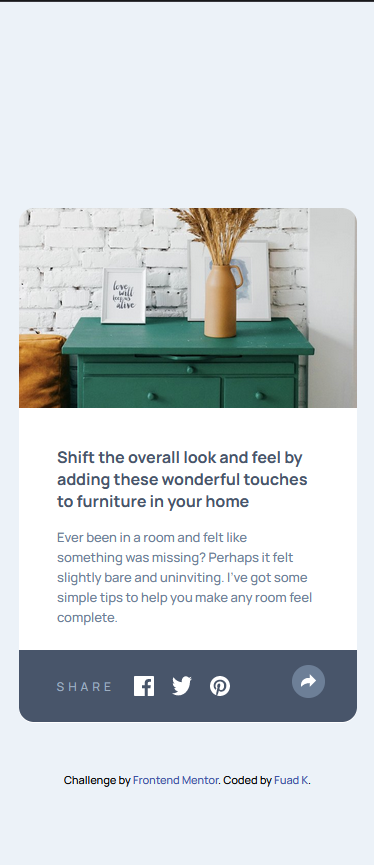 love
will
begins
alive
Shift the overall look and feel by
adding these wonderful touches
to furniture in your home
Ever been in a room and felt like
something was missing? Perhaps it felt
slightly bare and uninviting. I've got some
simple tips to help you make any room feel
complete.
SHARE
Challenge by Frontend Mentor. Coded by Fuad K.